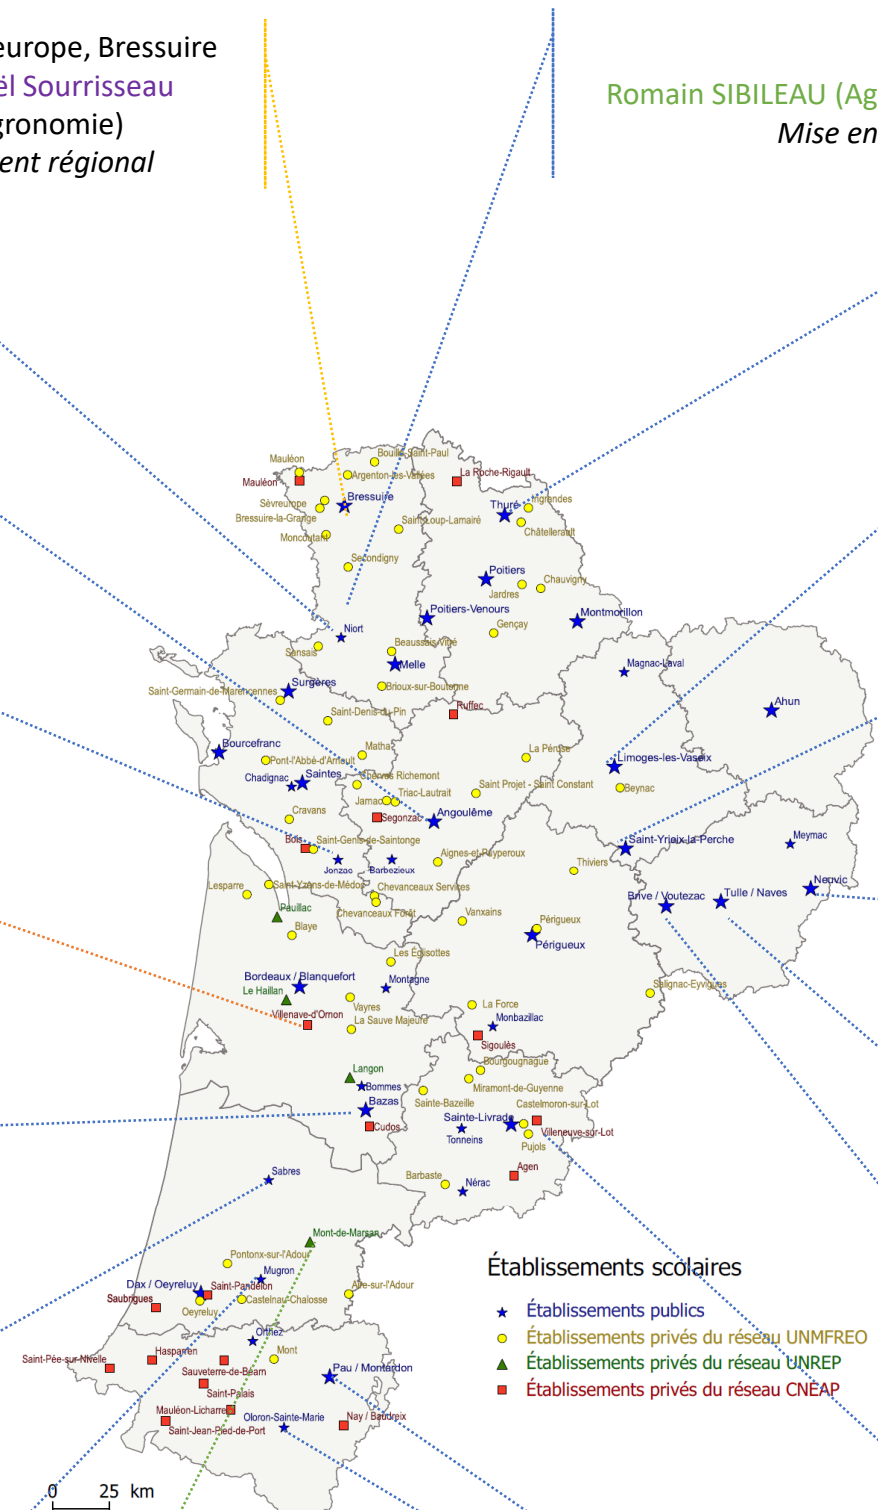 europe, Bressuire
ël Sourrisseau
gronomie)
ent régional
Romain SIBILEAU (Ag
Mise en
Mauléon
Bouillé-Saint-Paul
Mauléon
Argenton-les-Vallées
La Roche-Rigault
Sèvreurope
Bressuire
Thuré
Ingrandes
Bressuire-la-Grange
Saint-Loup-Lamairé
Châtellerault
Moncoutant
Secondigny
Poitiers
Jardres
Chauvigny
Poitiers-Venours
Montmorillon
Niort
Gençay
Sansais
Beaussais-Vitré
Melle
Magnac-Laval
Saint-Germain-de-Marencennes
Surgères
Brioux-sur-Boutonne
Ahun
Saint-Denis-du-Pin
Ruffec
Bourcefranc
Matha
La Péruse
Limoges-les-Vaseix
Pont-l'Abbé-d'Arnoult
Chadignac
Saintes
Cherves Richemont
Saint Projet - Saint Constant
Beynac
Jarnac
Triac-Lautrait
Cravans
Segonzac
Angoulême
Bois
Saint-Genis-de-Saintonge
Saint-Yrieix-la-Perche
Meymac
Jonzac
Barbezieux
Aignes-et-Puyperoux
Thiviers
Lesparre
Saint-Yzans-de-Médoc
Chevanceaux Services
Brive / Voutezac
Tulle / Naves
Neuvic
Pauillac
Chevanceaux Forêt
Vanxains
Périgueux
Blaye
Périgueux
Les Églisottes
Bordeaux / Blanquefort
Montagne
Le Haillan
Vayres
La Force
Salignac-Eyvigues
Villenave-d'Ornon
La Sauve Majeure
Monbazillac
Sigoulès
Langon
Bourgougnague
Bommes
Miramont-de-Guyenne
Bazas
Sainte-Bazeille
Castelmoron-sur-Lot
Cudos
Sainte-Livrade
Tonneins
Villeneuve-sur-Lot
Pujols
Agen
Sabres
Barbaste
Nérac
Mont-de-Marsan
Pontonx-sur-l'Adour
Mugron
Dax / Oeyreluy
Saint-Pandelon
Aire-sur-l'Adour
Saubrigues
Oeyreluy
Castelnau-Chalosse
Orthez
Saint-Pée-sur-Nivelle
Hasparren
Mont
Sauveterre-de-Béarn
Pau / Montardon
Saint-Palais
Mauléon-Licharre
Oloron-Sainte-Marie
Nay / Baudreix
Saint-Jean-Pied-de-Port
Établissements scolaires
Établissements publics
Établissements privés du réseau UNMFREO
Établissements privés du réseau UNREP
Établissements privés du réseau CNEAP
0 25 km